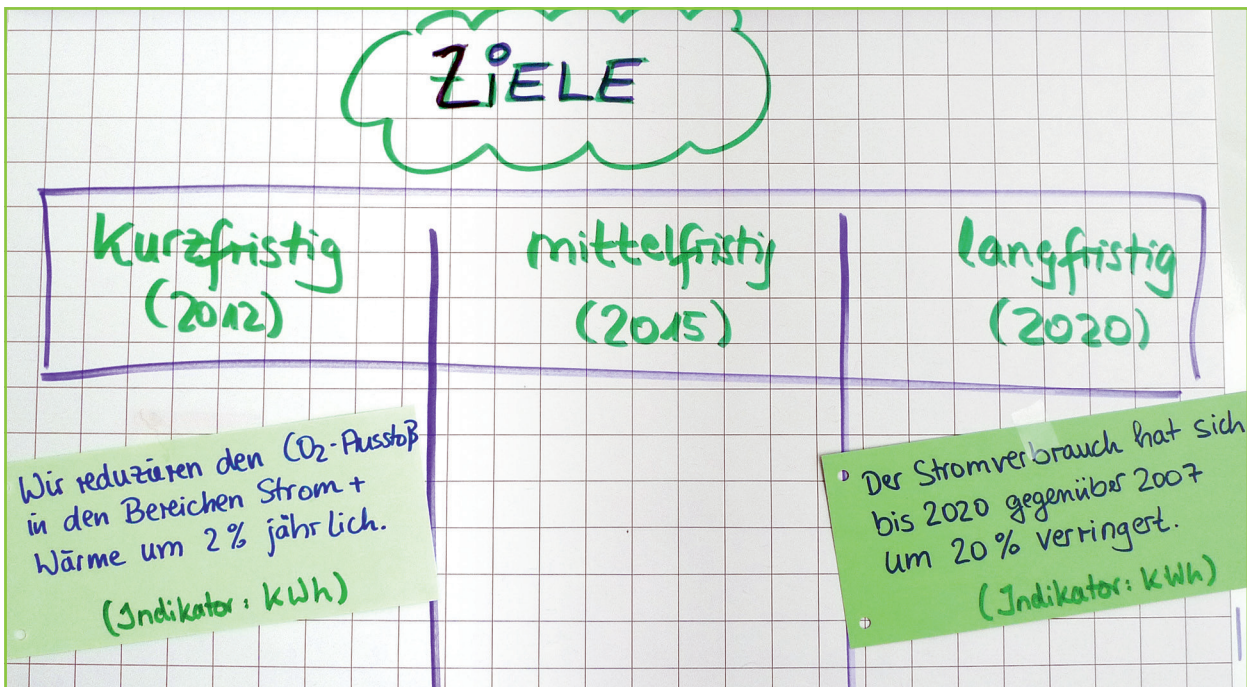 ZiELE
Kurzfristig
(2012)
mittelfristig
(2015)
langfristig
(2020)
Wir reduzieren den CO₂-Ausstoß
in den Bereichen Strom +
Wärme um 2% jährlich.
(Indikator: kWh)
Der Stromverbrauch hat sich
bis 2020 gegenüber 2007
um 20% verringert.
(Indikator: kWh)